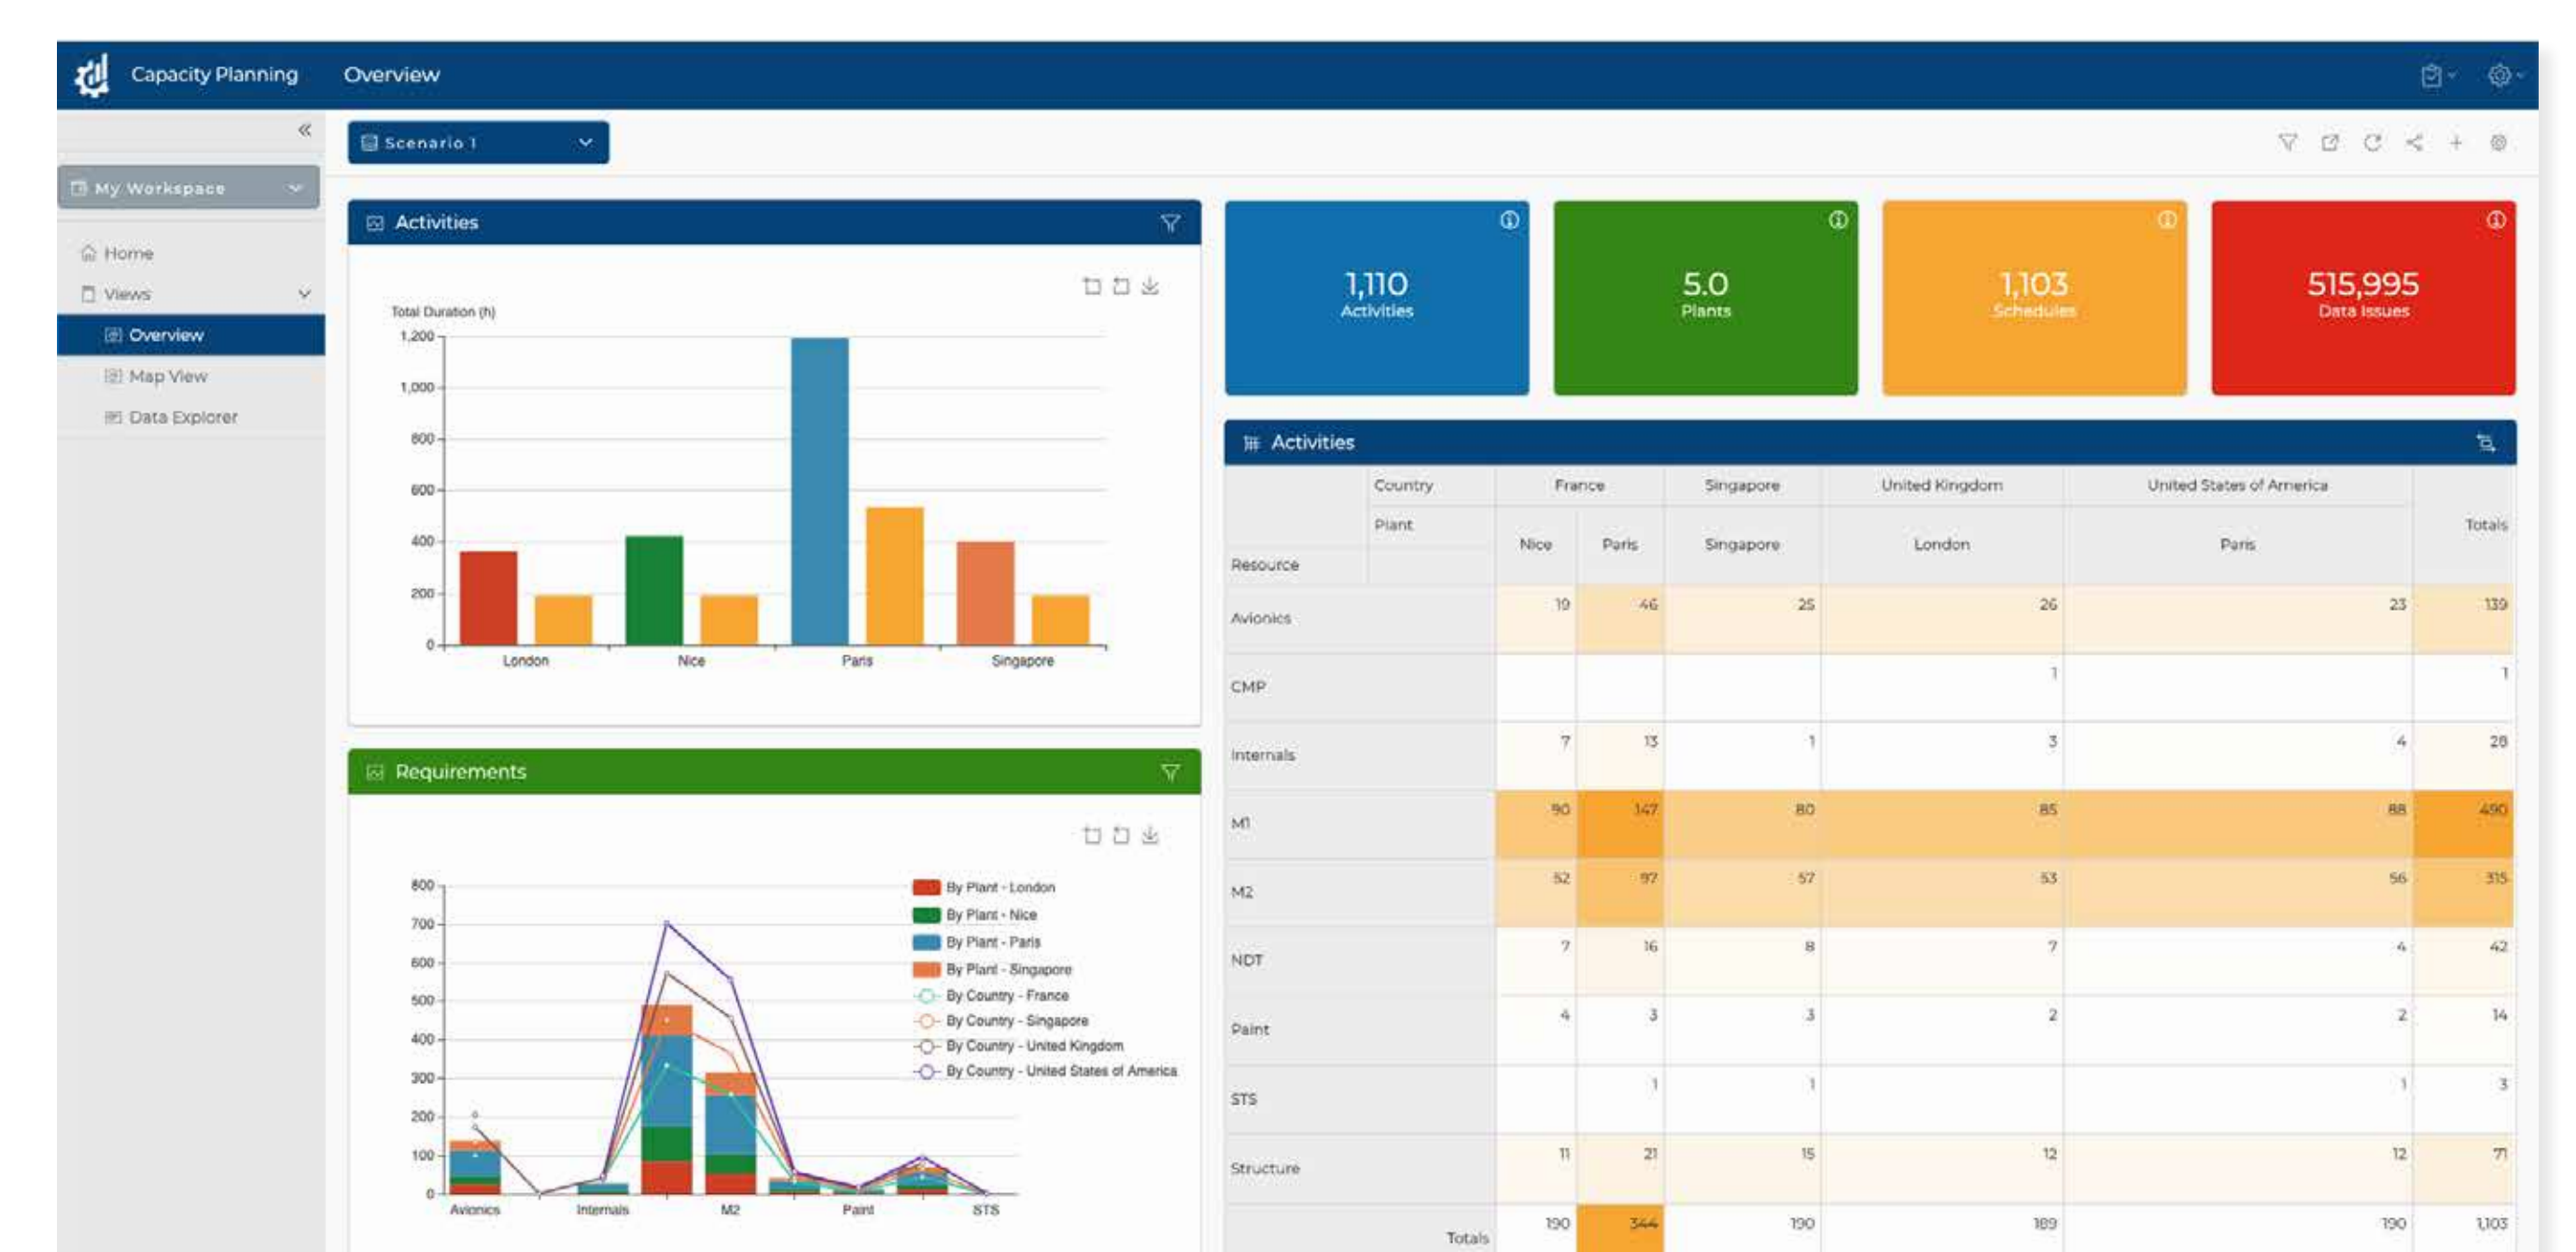 Capacity Planning Overview
Scenario 1
My Workspace
Home
Views
Overview
Map View
Data Explorer
Activities
Total Duration (h)
1,200
1,000
800
600
400
200
0
London Nice Paris Singapore
Requirements
800
700
600
500
400
300
200
100
0
Avionics Internals M2 Paint STS
By Plant - London
By Plant - Nice
By Plant - Paris
By Plant - Singapore
By Country - France
By Country - Singapore
By Country - United Kingdom
By Country - United States of America
1,110
Activities
5.0
Plants
1,103
Schedules
515,995
Data Issues
Activities
Country France Singapore United Kingdom United States of America Totals
Plant Nice Paris Singapore London Paris
Resource
Avionics 19 46 25 26 23 139
CMP 1 1
Internals 7 13 1 3 4 28
M1 90 147 80 85 88 490
M2 52 97 57 53 56 315
NDT 7 16 8 7 4 42
Paint 4 3 3 2 2 14
STS 1 1 1 3
Structure 11 21 15 12 12 71
Totals 190 344 190 189 190 1,103